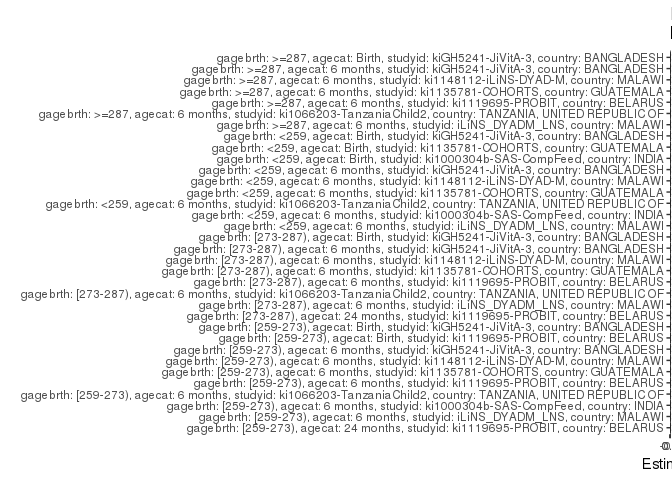 gagebrth: >=287, agecat: Birth, studyid: kiGH5241-JiVitA-3, country: BANGLADESH
gagebrth: >=287, agecat: 6 months, studyid: kiGH5241-JiVitA-3, country: BANGLADESH
gagebrth: >=287, agecat: 6 months, studyid: ki1148112-iLiNS-DYAD-M, country: MALAWI
gagebrth: >=287, agecat: 6 months, studyid: ki1135781-COHORTS, country: GUATEMALA
gagebrth: >=287, agecat: 6 months, studyid: ki1119695-PROBIT, country: BELARUS
gagebrth: >=287, agecat: 6 months, studyid: ki1066203-TanzaniaChild2, country: TANZANIA, UNITED REPUBLIC OF
gagebrth: >=287, agecat: 6 months, studyid: iLiNS_DYADM_LNS, country: MALAWI
gagebrth: <259, agecat: Birth, studyid: kiGH5241-JiVitA-3, country: BANGLADESH
gagebrth: <259, agecat: Birth, studyid: ki1135781-COHORTS, country: GUATEMALA
gagebrth: <259, agecat: Birth, studyid: ki1000304b-SAS-CompFeed, country: INDIA
gagebrth: <259, agecat: 6 months, studyid: kiGH5241-JiVitA-3, country: BANGLADESH
gagebrth: <259, agecat: 6 months, studyid: ki1148112-iLiNS-DYAD-M, country: MALAWI
gagebrth: <259, agecat: 6 months, studyid: ki1135781-COHORTS, country: GUATEMALA
gagebrth: <259, agecat: 6 months, studyid: ki1066203-TanzaniaChild2, country: TANZANIA, UNITED REPUBLIC OF
gagebrth: <259, agecat: 6 months, studyid: ki1000304b-SAS-CompFeed, country: INDIA
gagebrth: <259, agecat: 6 months, studyid: iLiNS_DYADM_LNS, country: MALAWI
gagebrth: [273-287), agecat: Birth, studyid: kiGH5241-JiVitA-3, country: BANGLADESH
gagebrth: [273-287), agecat: 6 months, studyid: kiGH5241-JiVitA-3, country: BANGLADESH
gagebrth: [273-287), agecat: 6 months, studyid: ki1148112-iLiNS-DYAD-M, country: MALAWI
gagebrth: [273-287), agecat: 6 months, studyid: ki1135781-COHORTS, country: GUATEMALA
gagebrth: [273-287), agecat: 6 months, studyid: ki1119695-PROBIT, country: BELARUS
gagebrth: [273-287), agecat: 6 months, studyid: ki1066203-TanzaniaChild2, country: TANZANIA, UNITED REPUBLIC OF
gagebrth: [273-287), agecat: 6 months, studyid: iLiNS_DYADM_LNS, country: MALAWI
gagebrth: [273-287), agecat: 24 months, studyid: ki1119695-PROBIT, country: BELARUS
gagebrth: [259-273), agecat: Birth, studyid: kiGH5241-JiVitA-3, country: BANGLADESH
gagebrth: [259-273), agecat: Birth, studyid: ki1119695-PROBIT, country: BELARUS
gagebrth: [259-273), agecat: 6 months, studyid: kiGH5241-JiVitA-3, country: BANGLADESH
gagebrth: [259-273), agecat: 6 months, studyid: ki1148112-iLiNS-DYAD-M, country: MALAWI
gagebrth: [259-273), agecat: 6 months, studyid: ki1135781-COHORTS, country: GUATEMALA
gagebrth: [259-273), agecat: 6 months, studyid: ki1119695-PROBIT, country: BELARUS
gagebrth: [259-273), agecat: 6 months, studyid: ki1066203-TanzaniaChild2, country: TANZANIA, UNITED REPUBLIC OF
gagebrth: [259-273), agecat: 6 months, studyid: ki1000304b-SAS-CompFeed, country: INDIA
gagebrth: [259-273), agecat: 6 months, studyid: iLiNS_DYADM_LNS, country: MALAWI
gagebrth: [259-273), agecat: 24 months, studyid: ki1119695-PROBIT, country: BELARUS